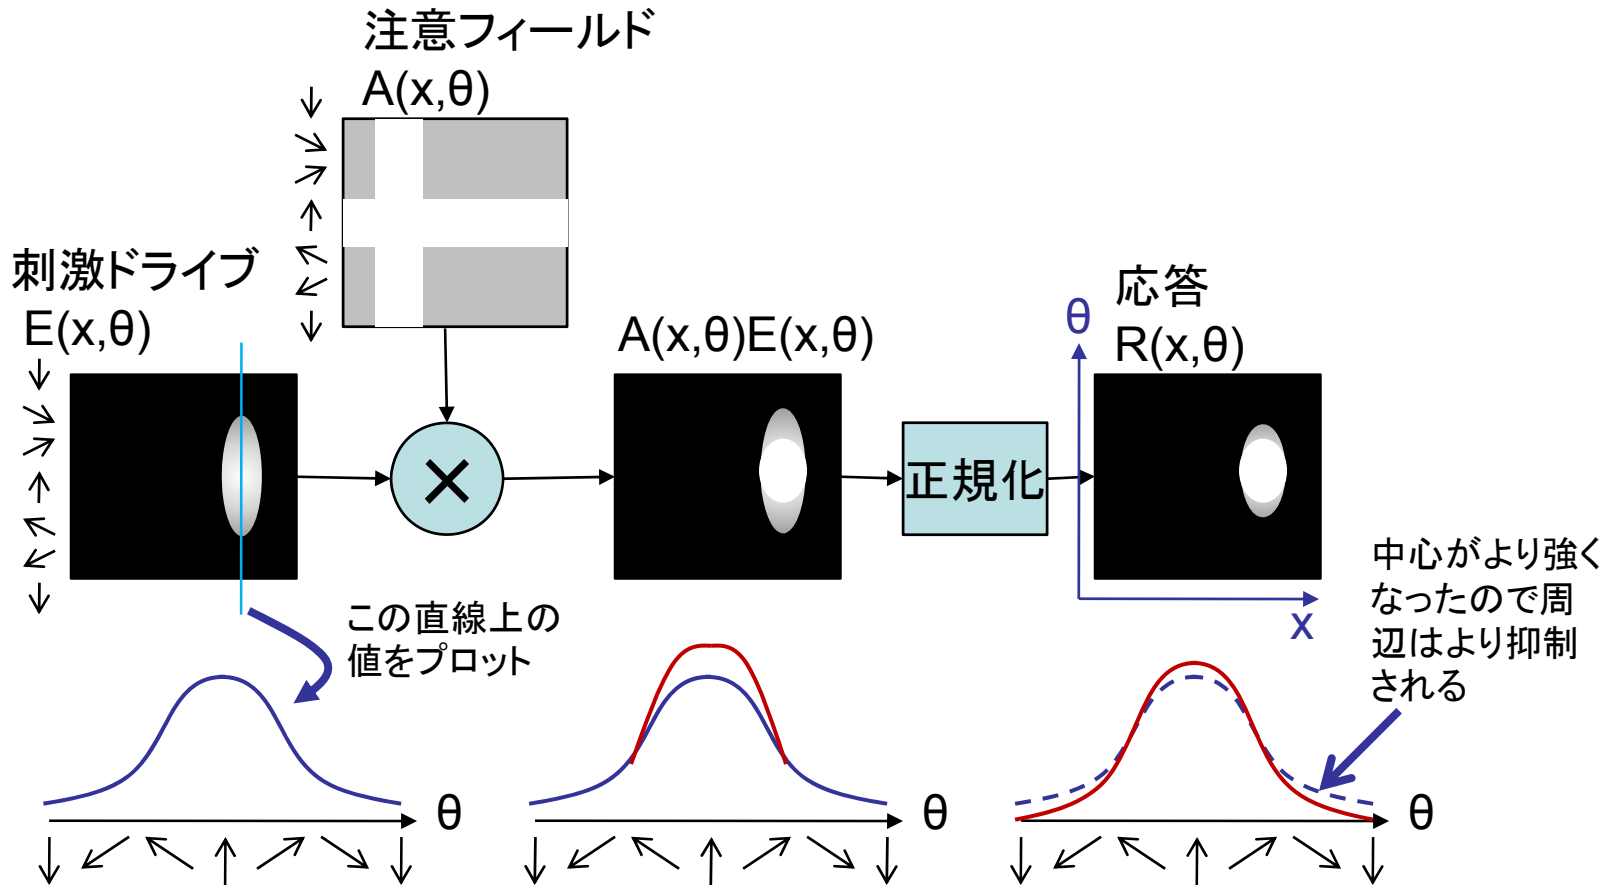 注意フィールド
A(x,θ)
刺激ドライブ
E(x,θ)
×
A(x,θ)E(x,θ)
正規化
応答
R(x,θ)
θ
x
この直線上の
値をプロット
中心がより強く
なったので周
辺はより抑制
される
θ
θ
θ